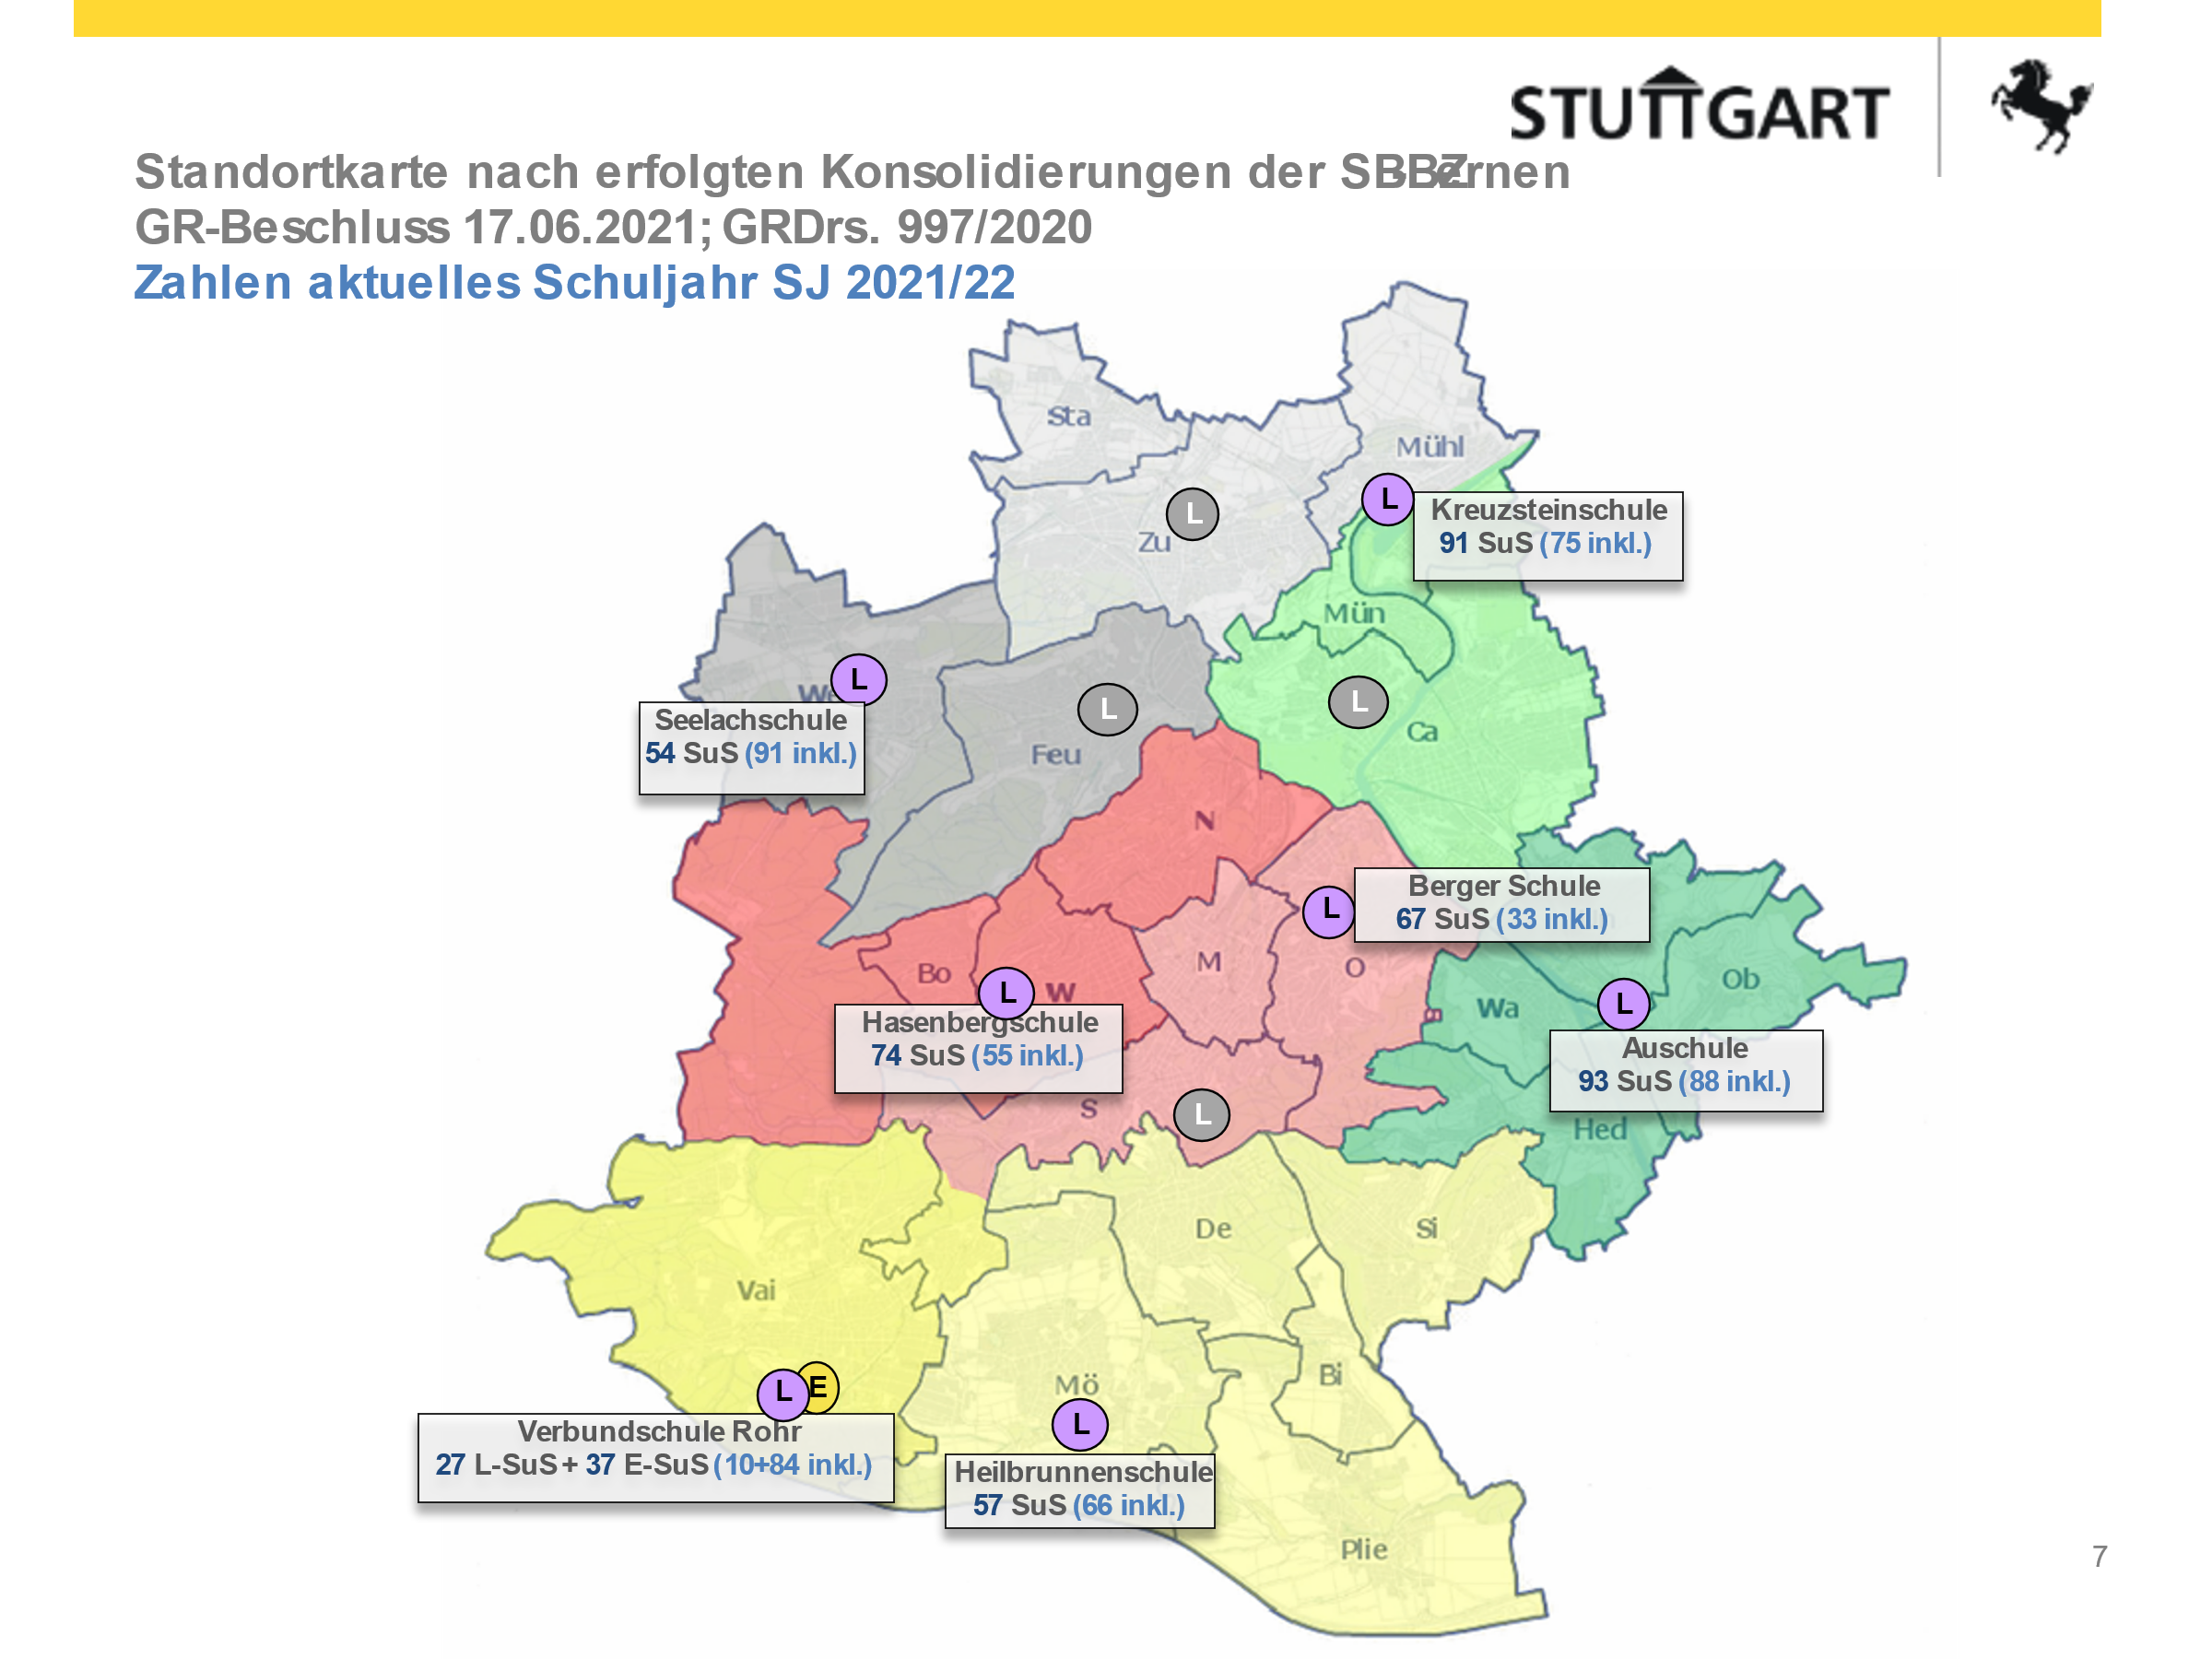 STUTTGART
Standortkarte nach erfolgten Konsolidierungen der SBBZ Lernen
GR-Beschluss 17.06.2021; GRDrs. 997/2020
Zahlen aktuelles Schuljahr SJ 2021/22
Sta
Mühl
L
L
Kreuzsteinschule
91 SuS (75 inkl.)
Zu
Mün
L
We
Seelachschule
54 SuS (91 inkl.)
L
L
Ca
Feu
N
Berger Schule
67 SuS (33 inkl.)
L
M
O
Bo
W
L
Hasenbergschule
74 SuS (55 inkl.)
Wa
L
Ob
Auschule
93 SuS (88 inkl.)
S
L
Hed
De
Si
Vai
Mö
Bi
L
E
Verbundschule Rohr
27 L-SuS + 37 E-SuS (10+84 inkl.)
L
Heilbrunnenschule
57 SuS (66 inkl.)
Plie
7